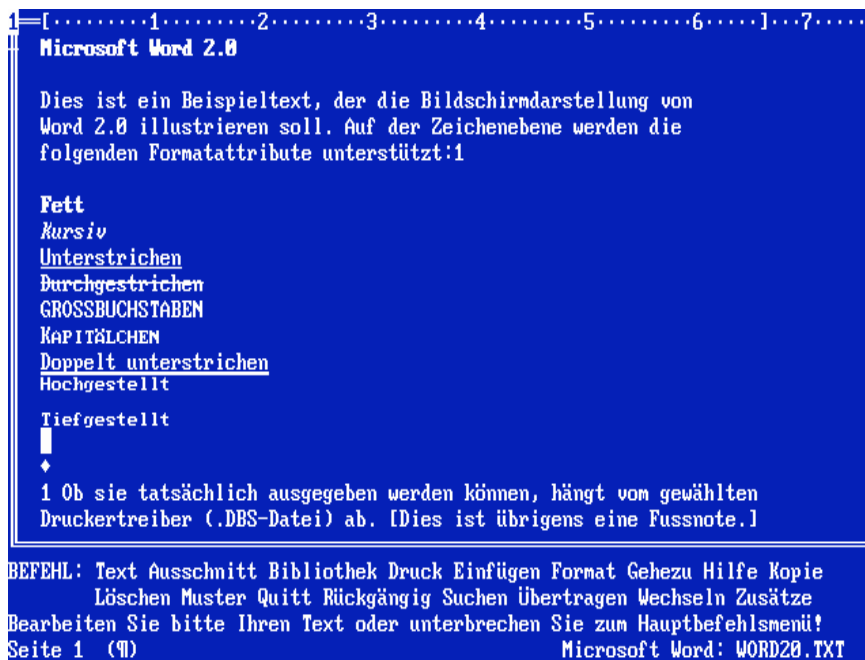 1=[·········1·········2·········3·········4·········5·········6·····]···7·····
Microsoft Word 2.0
Dies ist ein Beispieltext, der die Bildschirmdarstellung von
Word 2.0 illustrieren soll. Auf der Zeichenebene werden die
folgenden Formatattribute unterstützt:1
Fett
Kursiv
Unterstrichen
Durchgestrichen
GROSSBUCHSTABEN
KAPITÄLCHEN
Doppelt unterstrichen
Hochgestellt
Tiefgestellt
♦
1 Ob sie tatsächlich ausgegeben werden können, hängt vom gewählten
Druckertreiber (.DBS-Datei) ab. [Dies ist übrigens eine Fussnote.]
BEFEHL: Text Ausschnitt Bibliothek Druck Einfügen Format Gehezu Hilfe Kopie
Löschen Muster Quitt Rückgängig Suchen Übertragen Wechseln Zusätze
Bearbeiten Sie bitte Ihren Text oder unterbrechen Sie zum Hauptbefehlsmenü!
Seite 1 (¶) Microsoft Word: WORD20.TXT